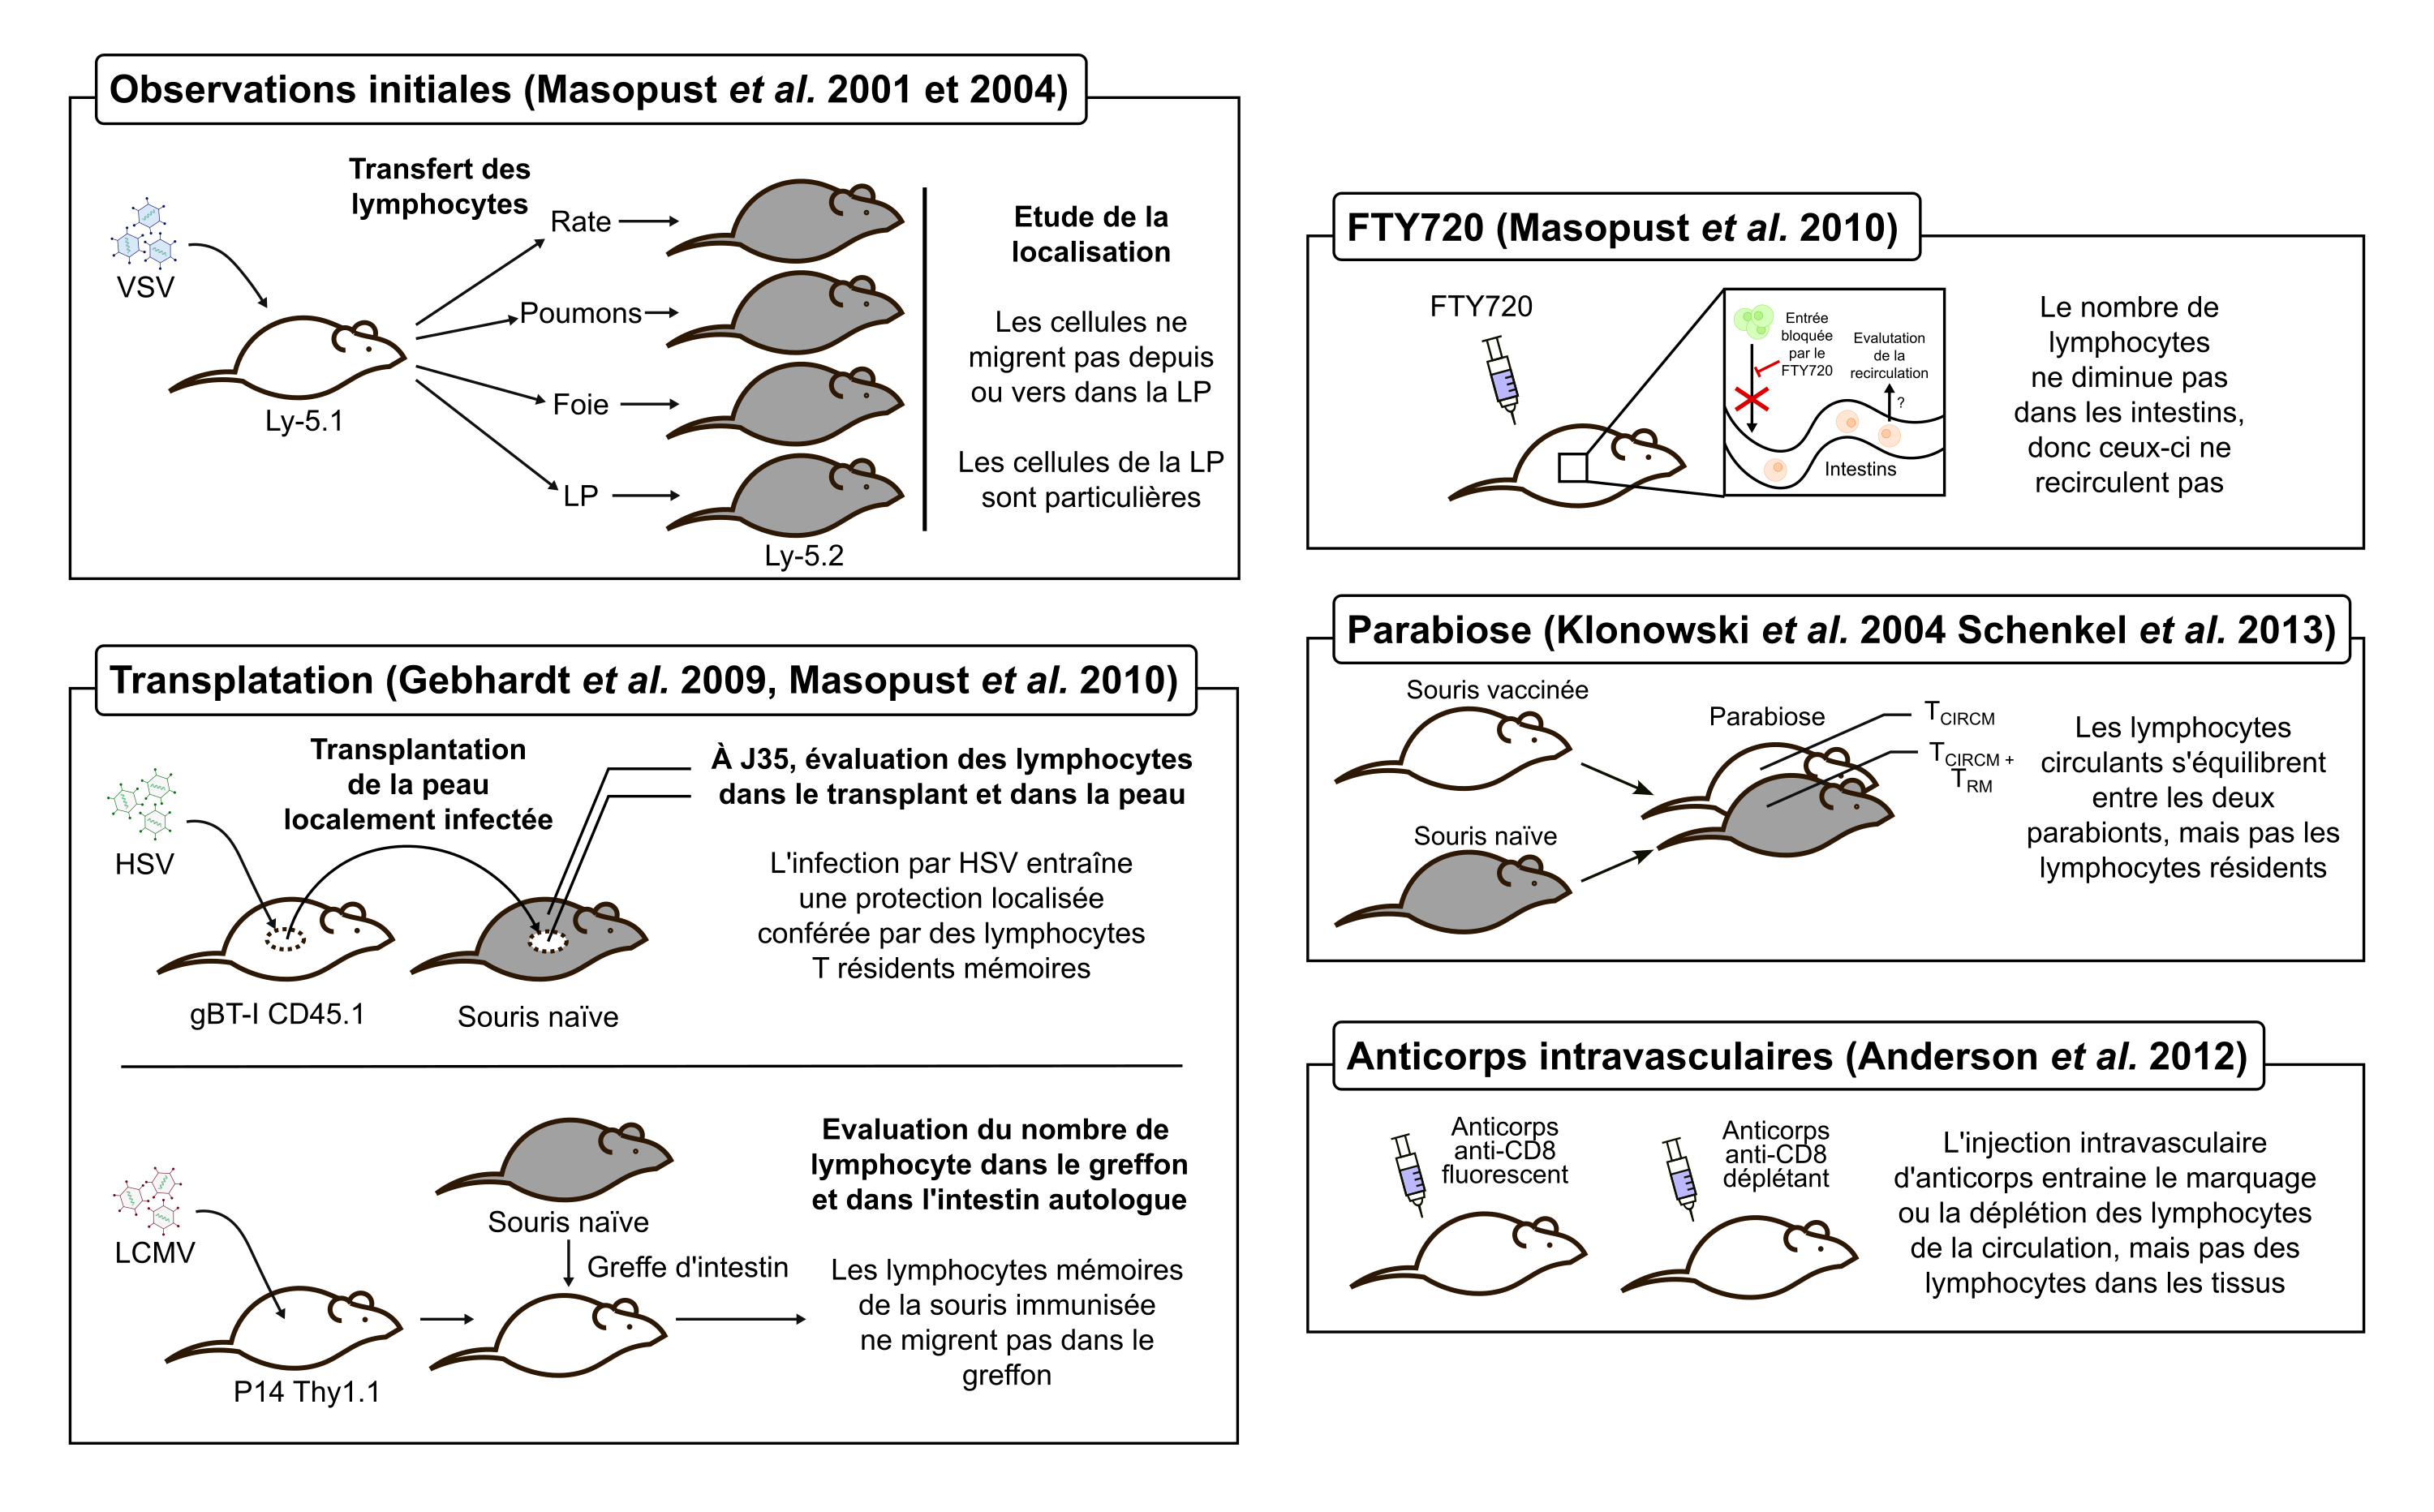 Observations initiales (Masopust et al. 2001 et 2004)
Transfert des
lymphocytes
VSV
Ly-5.1
Rate
Poumons
Foie
LP
Ly-5.2
Etude de la
localisation
Les cellules ne
migrent pas depuis
ou vers dans la LP
Les cellules de la LP
sont particulières
Transplatation (Gebhardt et al. 2009, Masopust et al. 2010)
Transplantation
de la peau
localement infectée
HSV
gBT-I CD45.1
Souris naïve
À J35, évaluation des lymphocytes
dans le transplant et dans la peau
L'infection par HSV entraîne
une protection localisée
conférée par des lymphocytes
T résidents mémoires
LCMV
P14 Thy1.1
Souris naïve
Greffe d'intestin
Evaluation du nombre de
lymphocyte dans le greffon
et dans l'intestin autologue
Les lymphocytes mémoires
de la souris immunisée
ne migrent pas dans le
greffon
FTY720 (Masopust et al. 2010)
FTY720
Entrée
bloquée
par le
FTY720
Evalutation
de la
recirculation
?
Intestins
Le nombre de
lymphocytes
ne diminue pas
dans les intestins,
donc ceux-ci ne
recirculent pas
Parabiose (Klonowski et al. 2004 Schenkel et al. 2013)
Souris vaccinée
Souris naïve
Parabiose
TCIRCM
TCIRCM +
TRM
Les lymphocytes
circulants s'équilibrent
entre les deux
parabionts, mais pas les
lymphocytes résidents
Anticorps intravasculaires (Anderson et al. 2012)
Anticorps
anti-CD8
fluorescent
Anticorps
anti-CD8
déplétant
L'injection intravasculaire
d'anticorps entraine le marquage
ou la déplétion des lymphocytes
de la circulation, mais pas des
lymphocytes dans les tissus